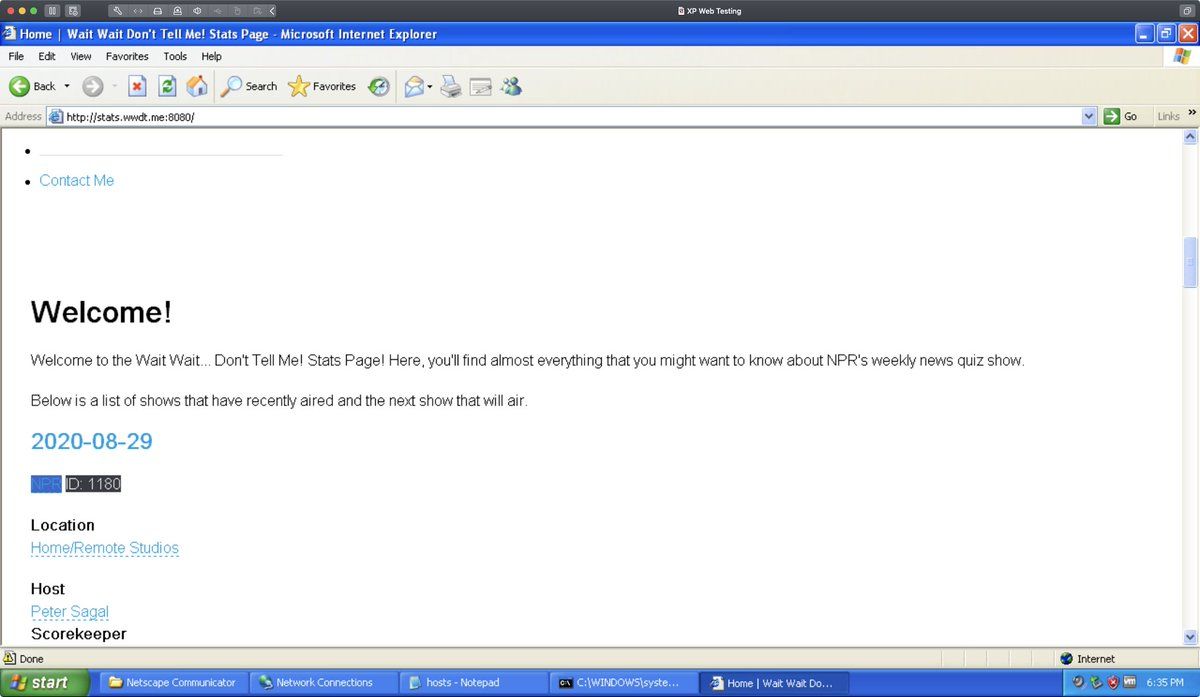 XP Web Testing
Home | Wait Wait Don't Tell Me! Stats Page - Microsoft Internet Explorer
File Edit View Favorites Tools Help
Back Search Favorites
Address http://stats.wwdt.me:8080/ Go Links »
Contact Me
Welcome!
Welcome to the Wait Wait... Don't Tell Me! Stats Page! Here, you'll find almost everything that you might want to know about NPR's weekly news quiz show.
Below is a list of shows that have recently aired and the next show that will air.
2020-08-29
NPR ID: 1180
Location
Home/Remote Studios
Host
Peter Sagal
Scorekeeper
Done Internet
start Netscape Communicator Network Connections hosts - Notepad C:\WINDOWS\syste... Home | Wait Wait Do... 6:35 PM